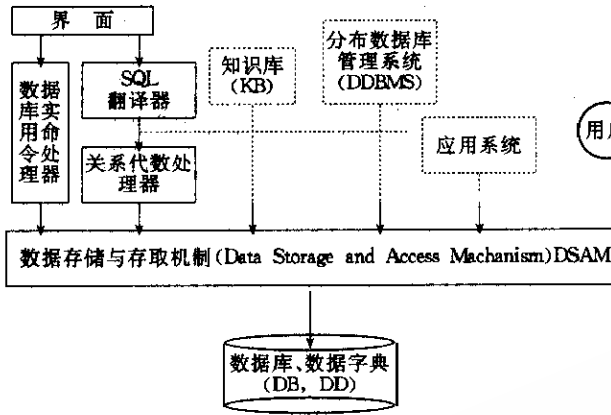 界 面
数据
库实
用命
令处
理器
SQL
翻译器
关系代数处
理器
知识库
(KB)
分布数据库
管理系统
(DDBMS)
应用系统
用户
数据存储与存取机制(Data Storage and Access Machanism)DSAM
数据库、数据字典
(DB, DD)